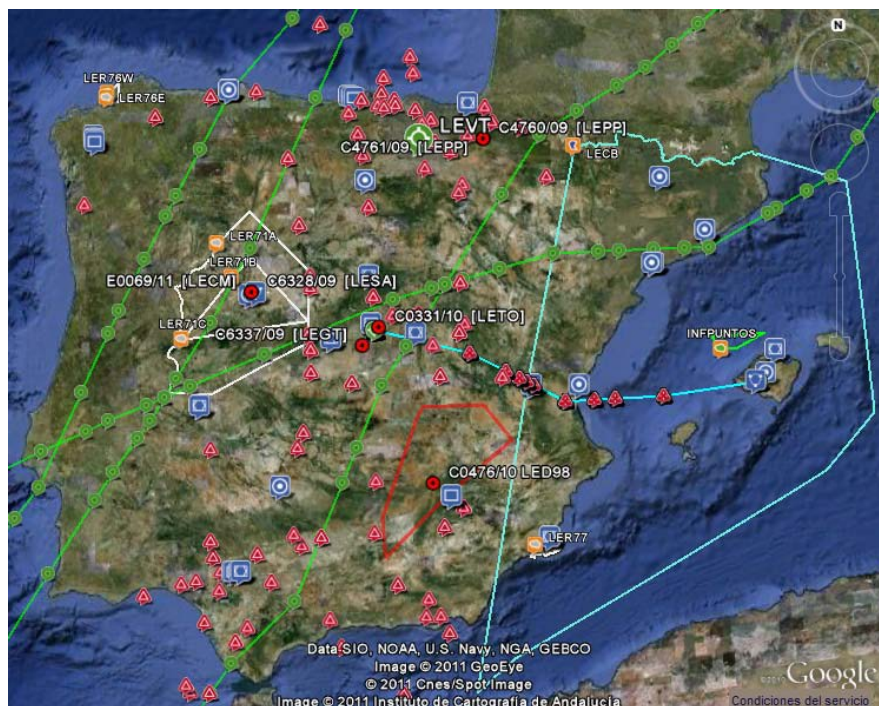 N
LER76W
LER76E
LEVT
C4760/09 [LEPP]
C4761/09 [LEPP]
LECB
LER71A
LER71B
E0069/11 [LECM]
C6328/09 [LESA]
C0331/10 [LETO]
LER71C
C6337/09 [LEGT]
INFPUNTOS
C0476/10 LED98
LER77
Data SIO, NOAA, U.S. Navy, NGA, GEBCO
Image © 2011 GeoEye
© 2011 Cnes/Spot Image
Image © 2011 Instituto de Cartografía de Andalucía
©2010 Google
Condiciones del servicio